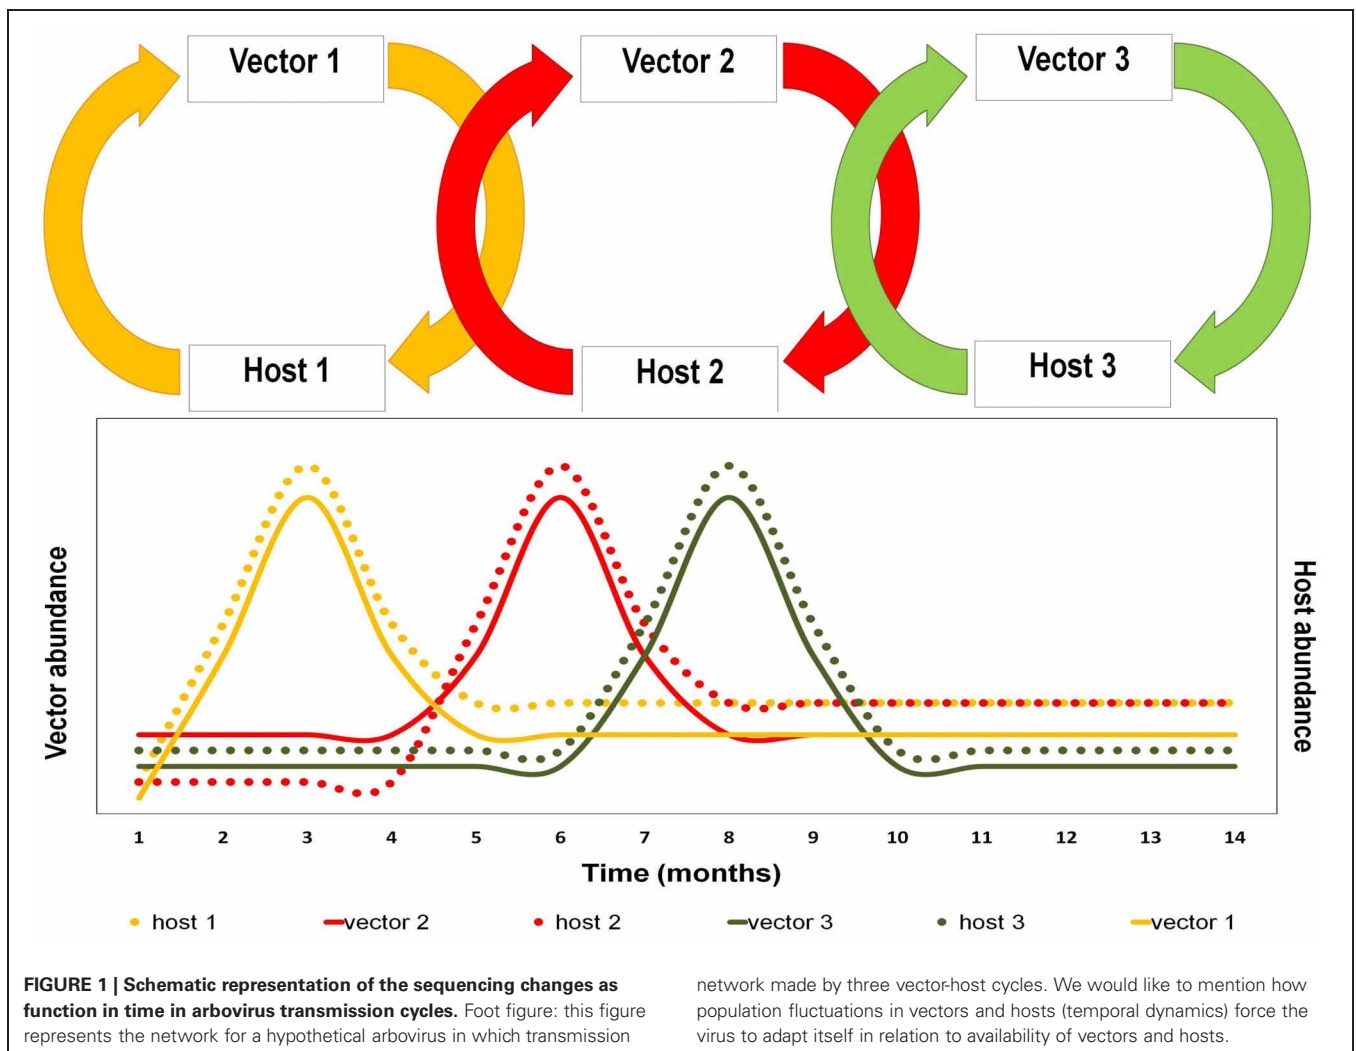 Vector 1
Vector 2
Vector 3
Host 1
Host 2
Host 3
Vector abundance
Host abundance
1 2 3 4 5 6 7 8 9 10 11 12 13 14
Time (months)
host 1 vector 2 host 2 vector 3 host 3 vector 1
FIGURE 1 | Schematic representation of the sequencing changes as
function in time in arbovirus transmission cycles. Foot figure: this figure
represents the network for a hypothetical arbovirus in which transmission
network made by three vector-host cycles. We would like to mention how
population fluctuations in vectors and hosts (temporal dynamics) force the
virus to adapt itself in relation to availability of vectors and hosts.